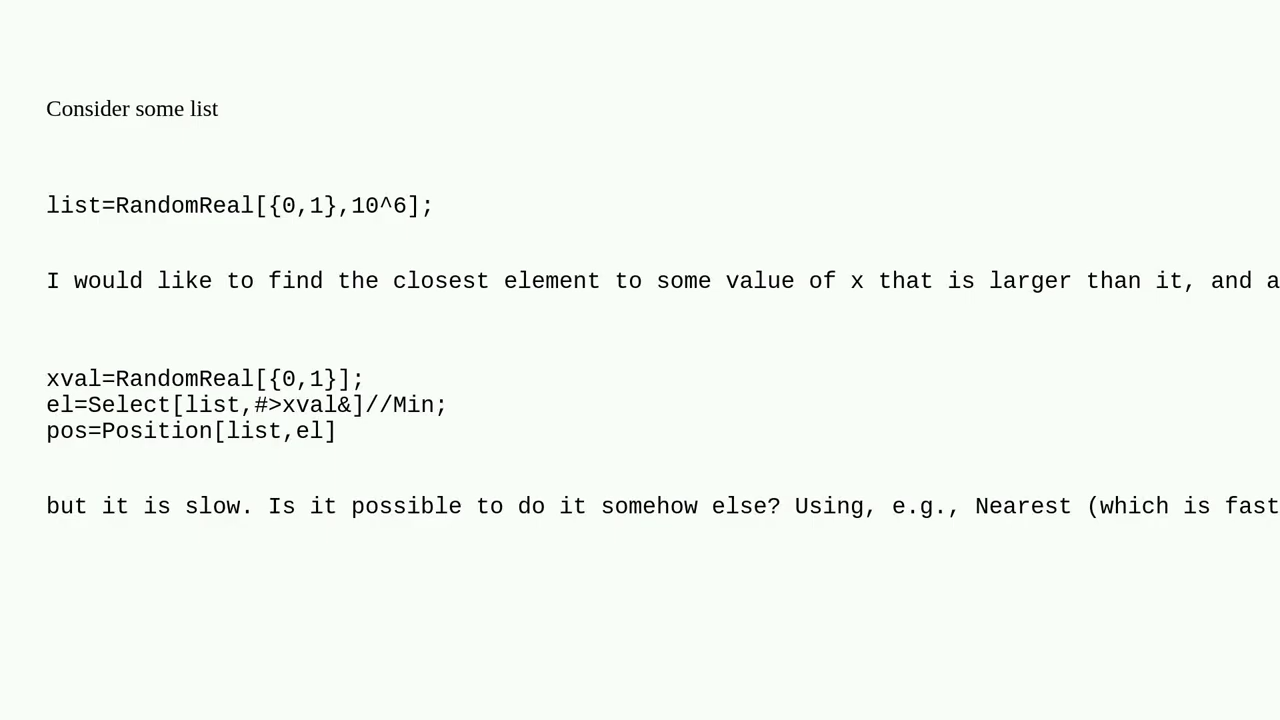 Consider some list
list=RandomReal[{0,1},10^6];
I would like to find the closest element to some value of x that is larger than it, and a
xval=RandomReal[{0,1}];
el=Select[list,#>xval&]//Min;
pos=Position[list,el]
but it is slow. Is it possible to do it somehow else? Using, e.g., Nearest (which is fast